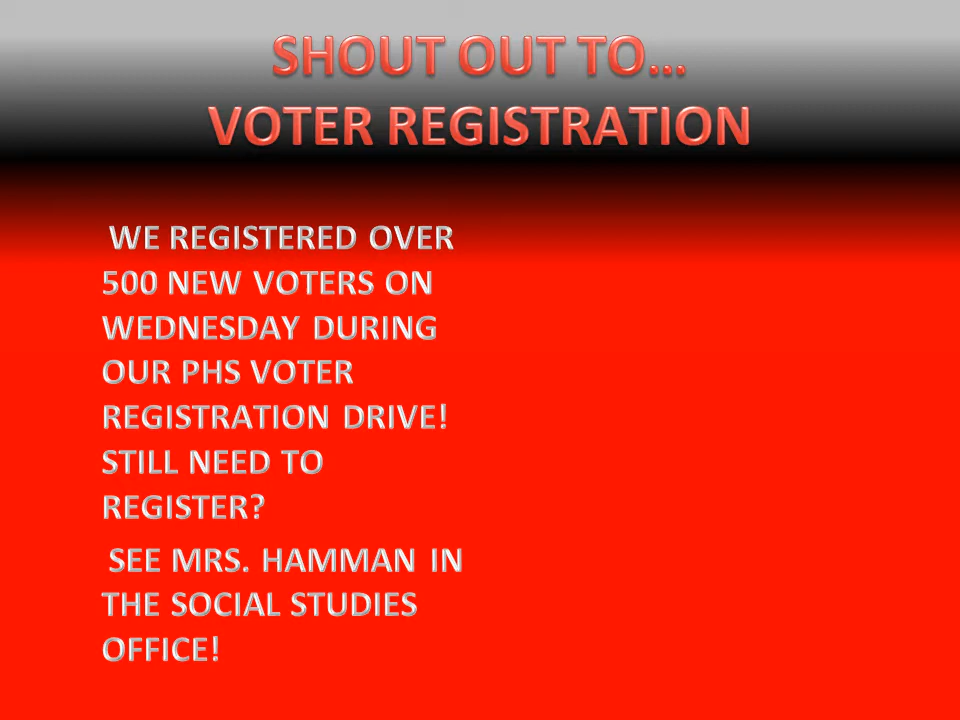 SHOUT OUT TO...
VOTER REGISTRATION
WE REGISTERED OVER
500 NEW VOTERS ON
WEDNESDAY DURING
OUR PHS VOTER
REGISTRATION DRIVE!
STILL NEED TO
REGISTER?
SEE MRS. HAMMAN IN
THE SOCIAL STUDIES
OFFICE!